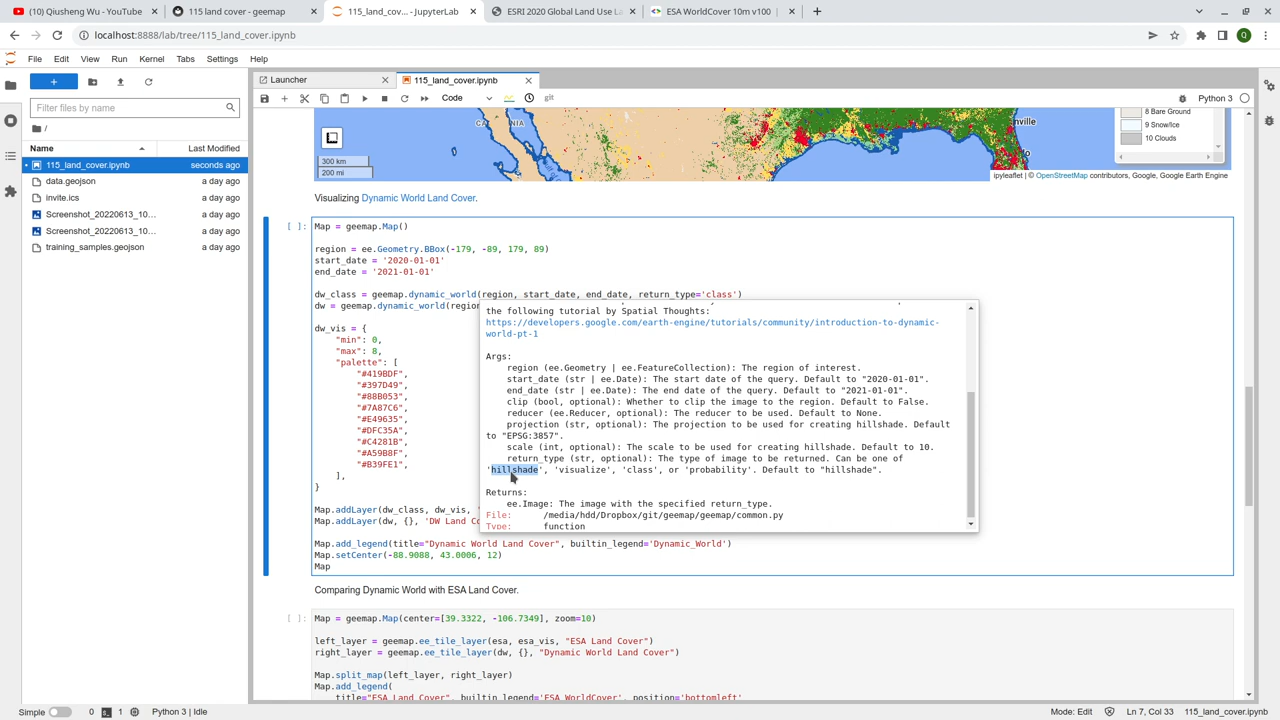 (10) Qiusheng Wu - YouTube
115 land cover - geemap
115_land_cov... - JupyterLab
ESRI 2020 Global Land Use La
ESA WorldCover 10m v100
localhost:8888/lab/tree/115_land_cover.ipynb
Q
File Edit View Run Kernel Tabs Settings Help
Filter files by name
/
Name Last Modified
115_land_cover.ipynb seconds ago
data.geojson a day ago
invite.ics a day ago
Screenshot_20220613_10... a day ago
Screenshot_20220613_10... a day ago
training_samples.geojson a day ago
Launcher
115_land_cover.ipynb
Code
git
Python 3
300 km
200 mi
8 Bare Ground
9 Snow/Ice
10 Clouds
ipyleaflet | © OpenStreetMap contributors, Google, Google Earth Engine
Visualizing Dynamic World Land Cover.
[ ]: Map = geemap.Map()
region = ee.Geometry.BBox(-179, -89, 179, 89)
start_date = '2020-01-01'
end_date = '2021-01-01'
dw_class = geemap.dynamic_world(region, start_date, end_date, return_type='class')
dw = geemap.dynamic_world(region
dw_vis = {
"min": 0,
"max": 8,
"palette": [
"#419BDF",
"#397D49",
"#88B053",
"#7A87C6",
"#E49635",
"#DFC35A",
"#C4281B",
"#A59B8F",
"#B39FE1",
],
}
Map.addLayer(dw_class, dw_vis,
Map.addLayer(dw, {}, 'DW Land C
Map.add_legend(title="Dynamic World Land Cover", builtin_legend='Dynamic_World')
Map.setCenter(-88.9088, 43.0006, 12)
Map
the following tutorial by Spatial Thoughts:
https://developers.google.com/earth-engine/tutorials/community/introduction-to-dynamic-
world-pt-1
Args:
region (ee.Geometry | ee.FeatureCollection): The region of interest.
start_date (str | ee.Date): The start date of the query. Default to "2020-01-01".
end_date (str | ee.Date): The end date of the query. Default to "2021-01-01".
clip (bool, optional): Whether to clip the image to the region. Default to False.
reducer (ee.Reducer, optional): The reducer to be used. Default to None.
projection (str, optional): The projection to be used for creating hillshade. Default
to "EPSG:3857".
scale (int, optional): The scale to be used for creating hillshade. Default to 10.
return_type (str, optional): The type of image to be returned. Can be one of
'hillshade', 'visualize', 'class', or 'probability'. Default to "hillshade".
Returns:
ee.Image: The image with the specified return_type.
File: /media/hdd/Dropbox/git/geemap/geemap/common.py
Type: function
Comparing Dynamic World with ESA Land Cover.
[ ]: Map = geemap.Map(center=[39.3322, -106.7349], zoom=10)
left_layer = geemap.ee_tile_layer(esa, esa_vis, "ESA Land Cover")
right_layer = geemap.ee_tile_layer(dw, {}, "Dynamic World Land Cover")
Map.split_map(left_layer, right_layer)
Map.add_legend(
title="ESA Land Cover", builtin_legend='ESA_WorldCover', position='bottomleft'
Simple 0 1 Python 3 | Idle Mode: Edit Ln 7, Col 33 115_land_cover.ipynb